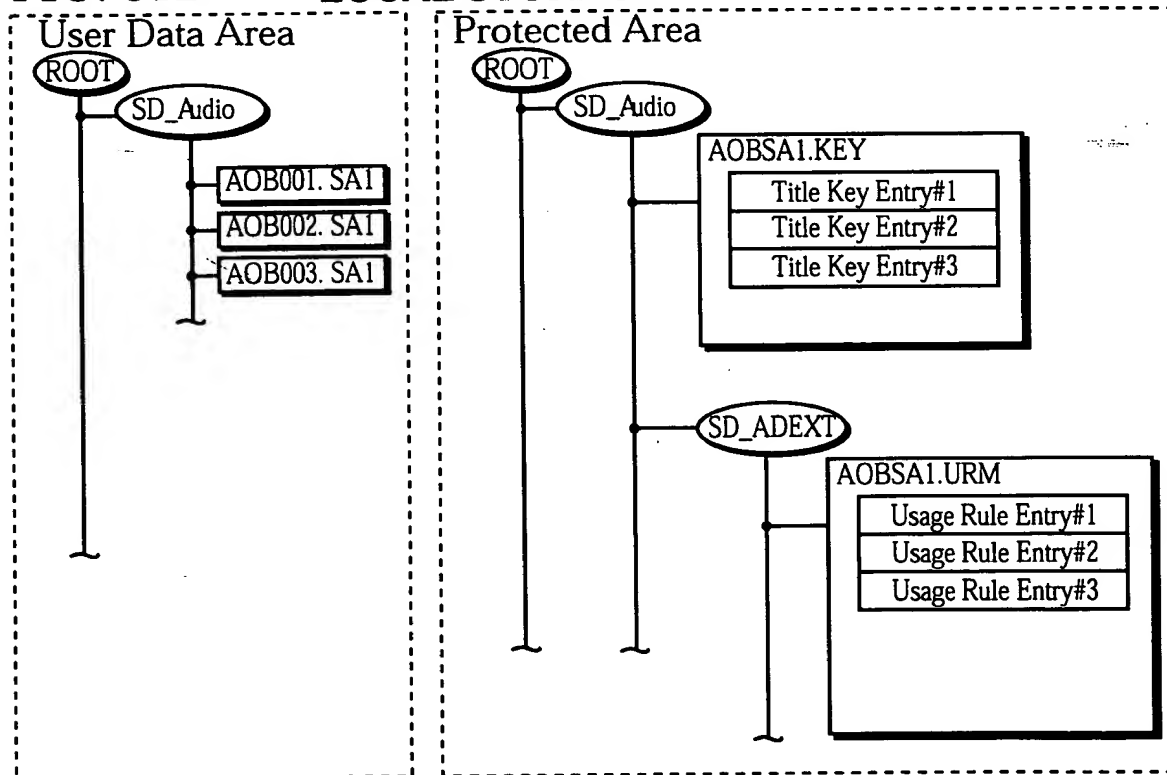 User Data Area
ROOT
SD_Audio
AOB001. SA1
AOB002. SA1
AOB003. SA1
Protected Area
ROOT
SD_Audio
AOBSA1.KEY
Title Key Entry#1
Title Key Entry#2
Title Key Entry#3
SD_ADEXT
AOBSA1.URM
Usage Rule Entry#1
Usage Rule Entry#2
Usage Rule Entry#3